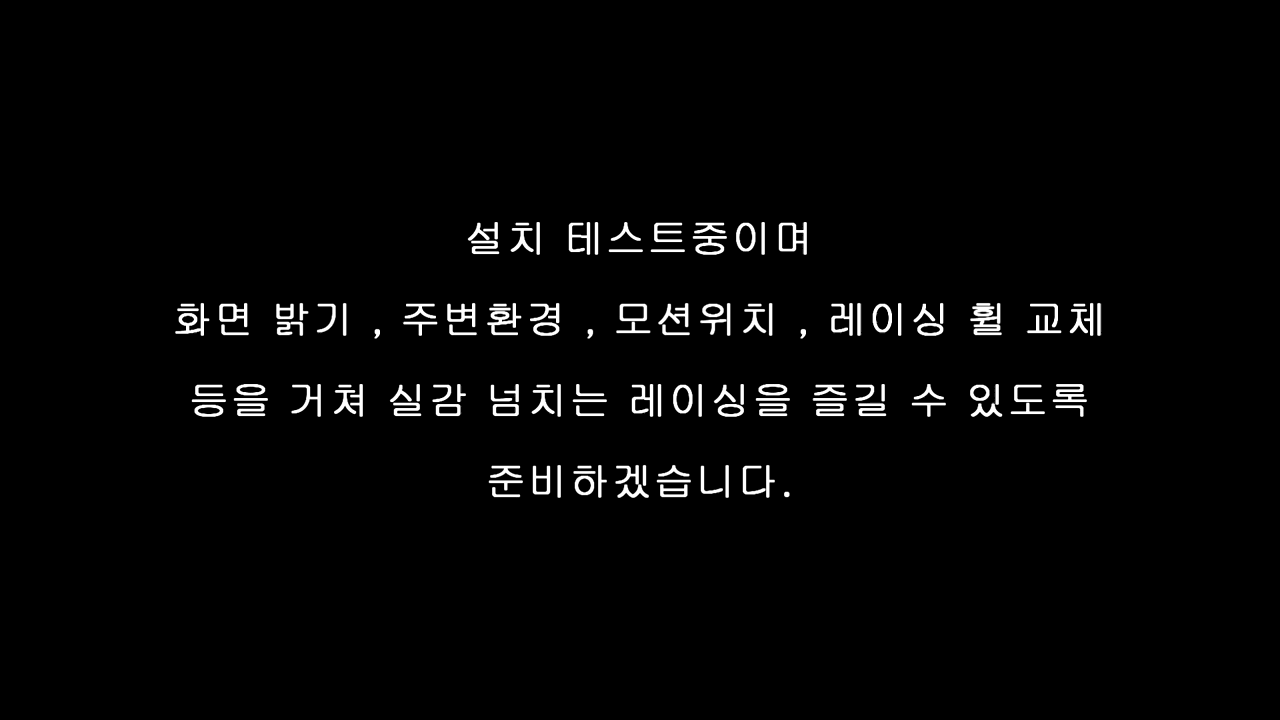 설치 테스트중이며
화면 밝기 , 주변환경 , 모션위치 , 레이싱 휠 교체
등을 거쳐 실감 넘치는 레이싱을 즐길 수 있도록
준비하겠습니다.